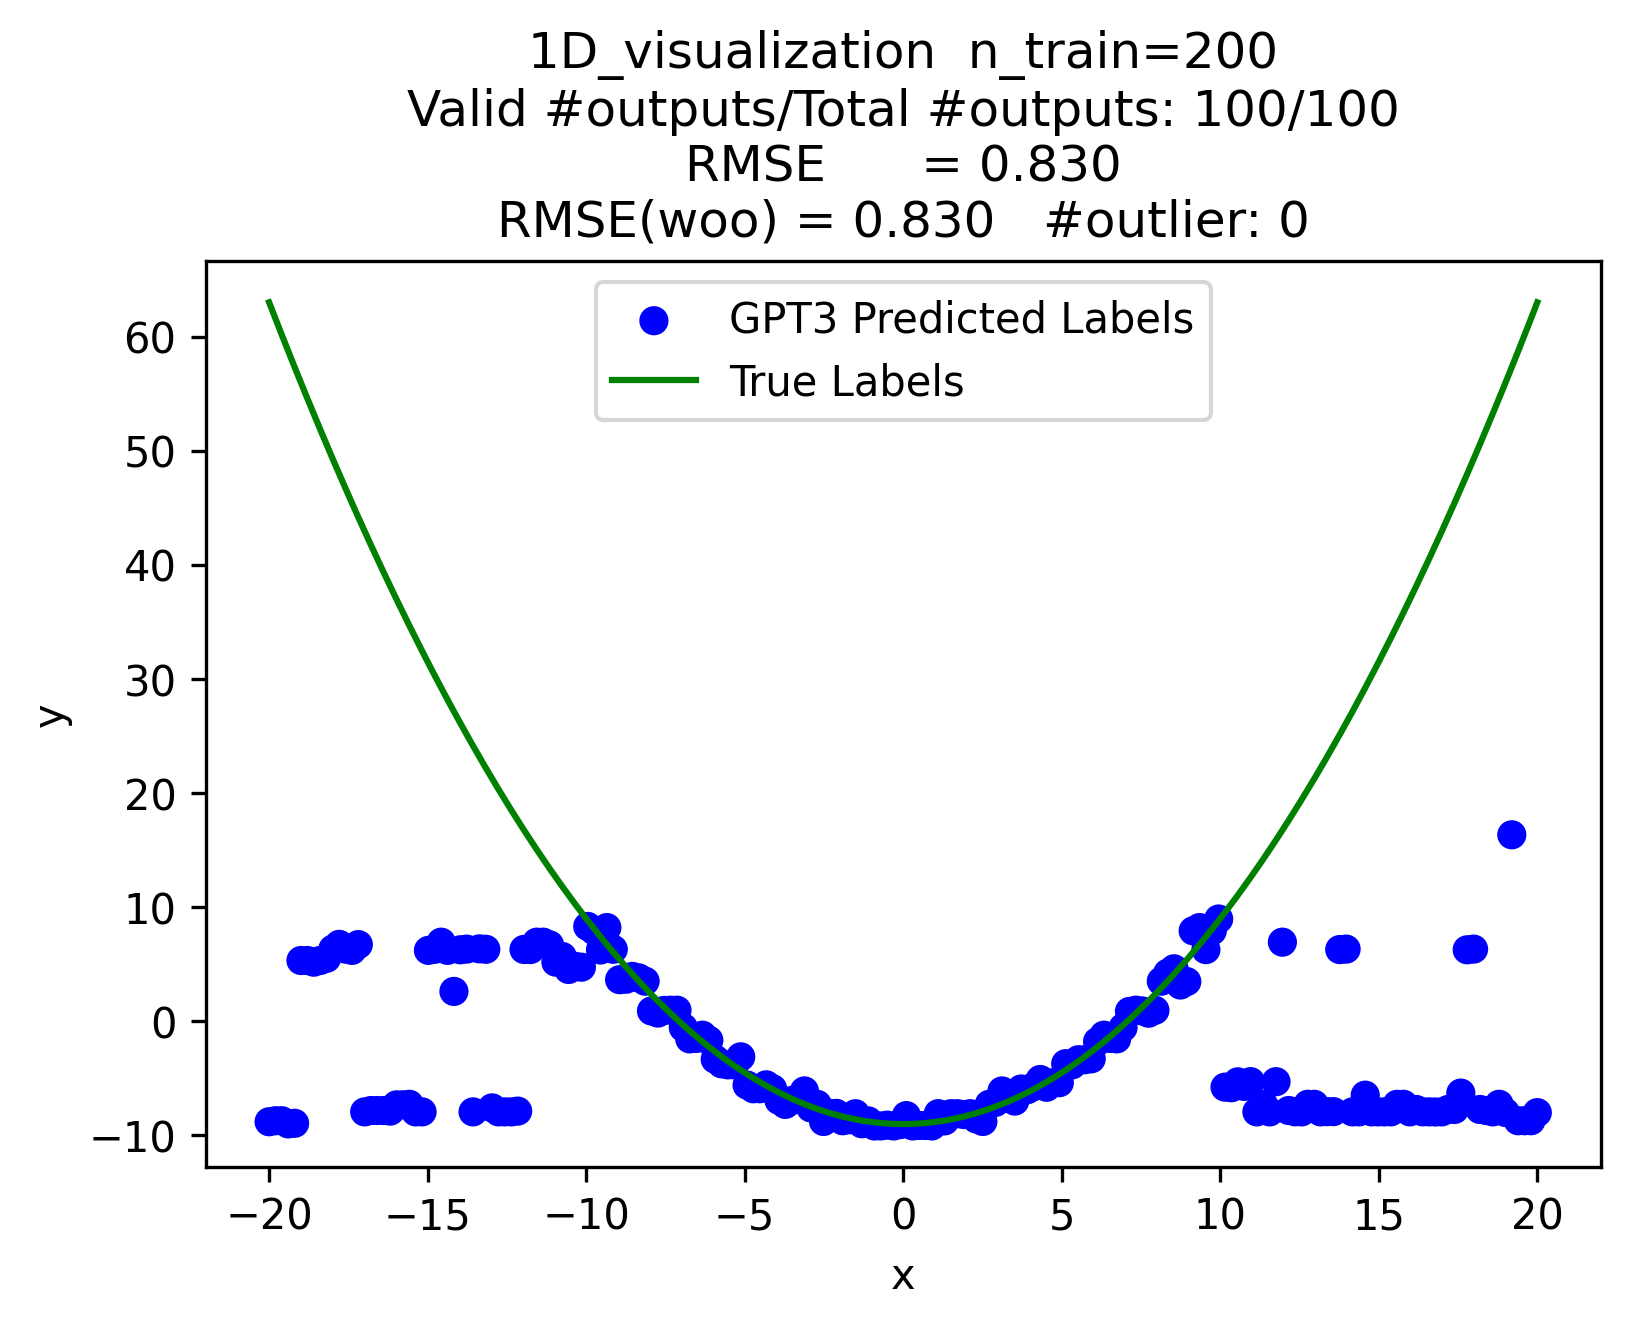 1D_visualization  n_train=200
Valid #outputs/Total #outputs: 100/100
RMSE      = 0.830
RMSE(woo) = 0.830   #outlier: 0
GPT3 Predicted Labels
True Labels
60
50
40
30
20
10
0
−10
y
−20 −15 −10 −5 0 5 10 15 20
x